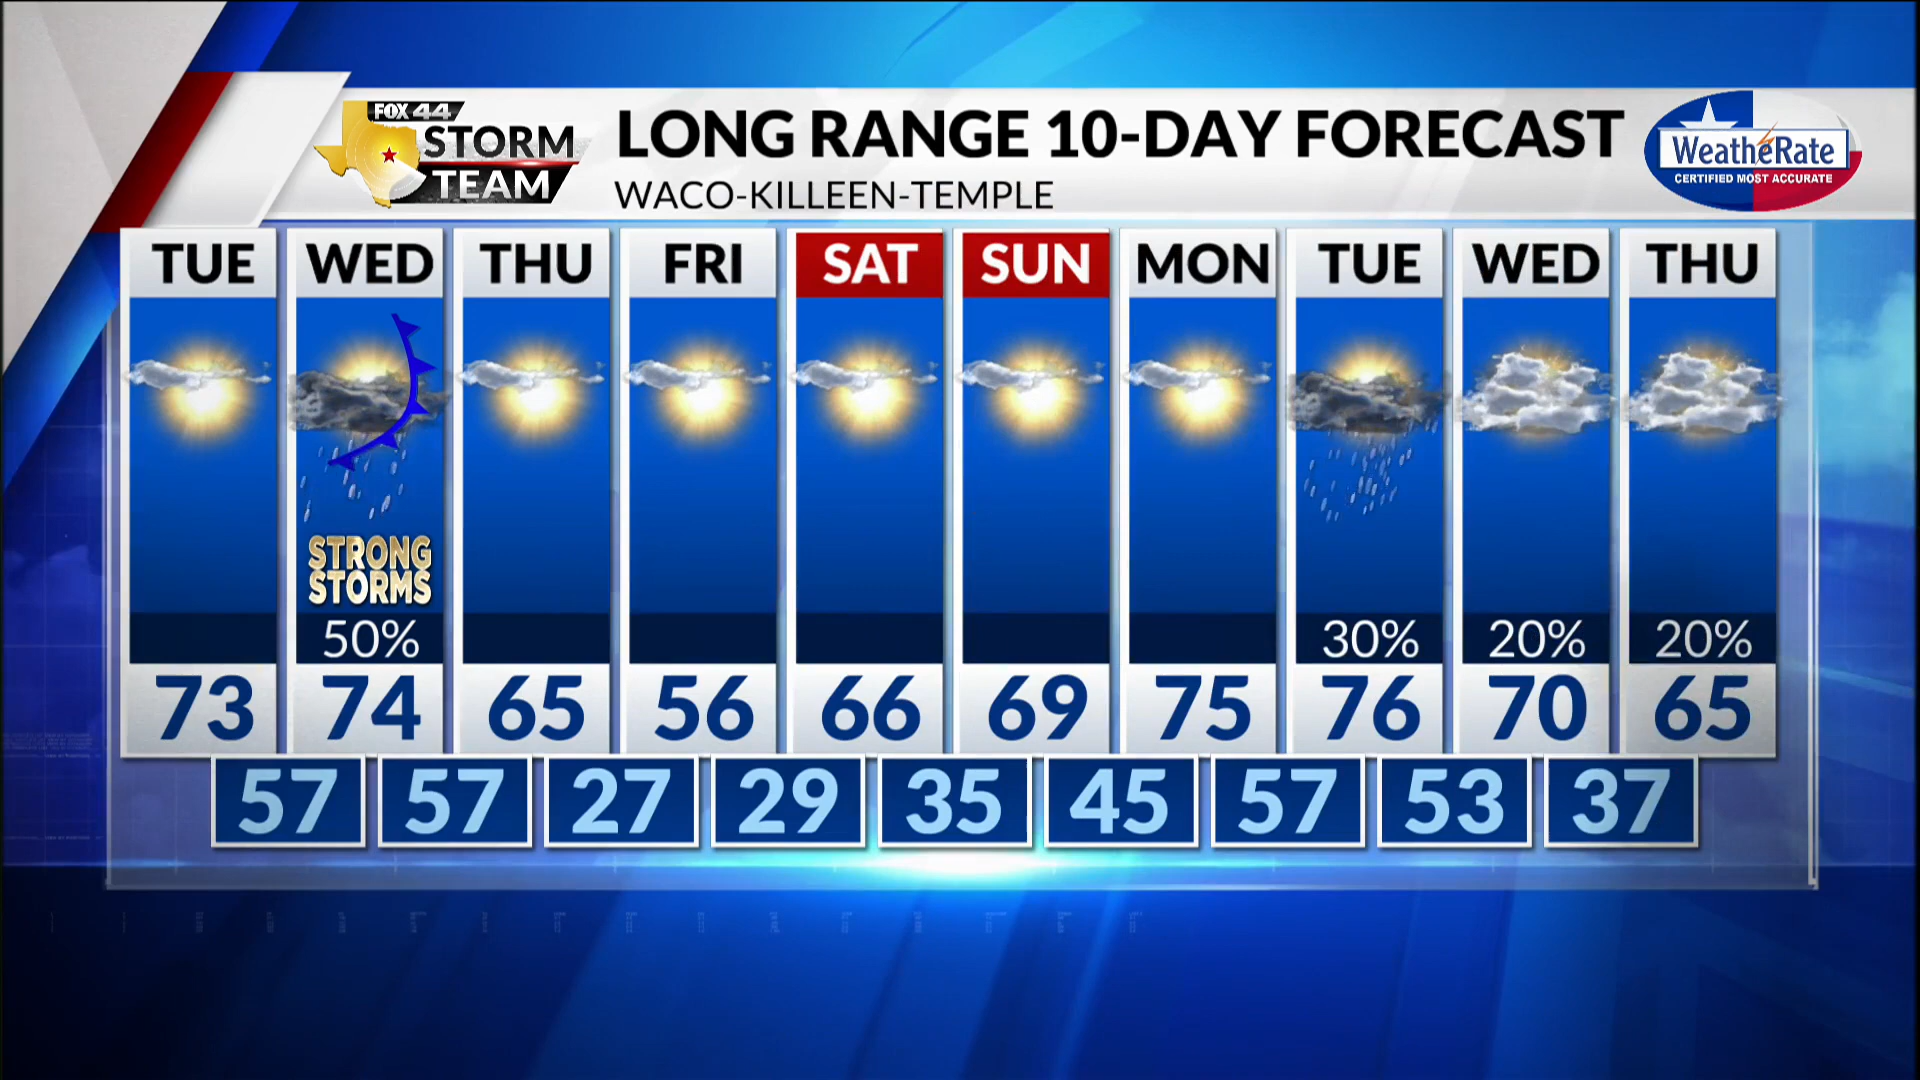 FOX 44
STORM
TEAM
LONG RANGE 10-DAY FORECAST
WACO-KILLEEN-TEMPLE
WeatheRate
CERTIFIED MOST ACCURATE
TUE WED THU FRI SAT SUN MON TUE WED THU
STRONG
STORMS
50% 30% 20% 20%
73 74 65 56 66 69 75 76 70 65
57 57 27 29 35 45 57 53 37